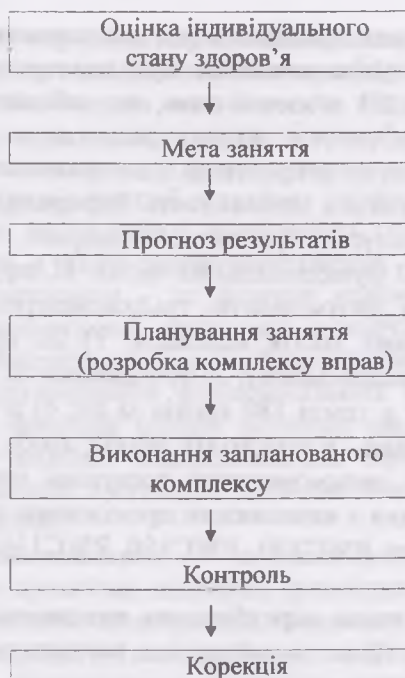 Оцінка індивідуального
стану здоров’я
Мета заняття
Прогноз результатів
Планування заняття
(розробка комплексу вправ)
Виконання запланованого
комплексу
Контроль
Корекція